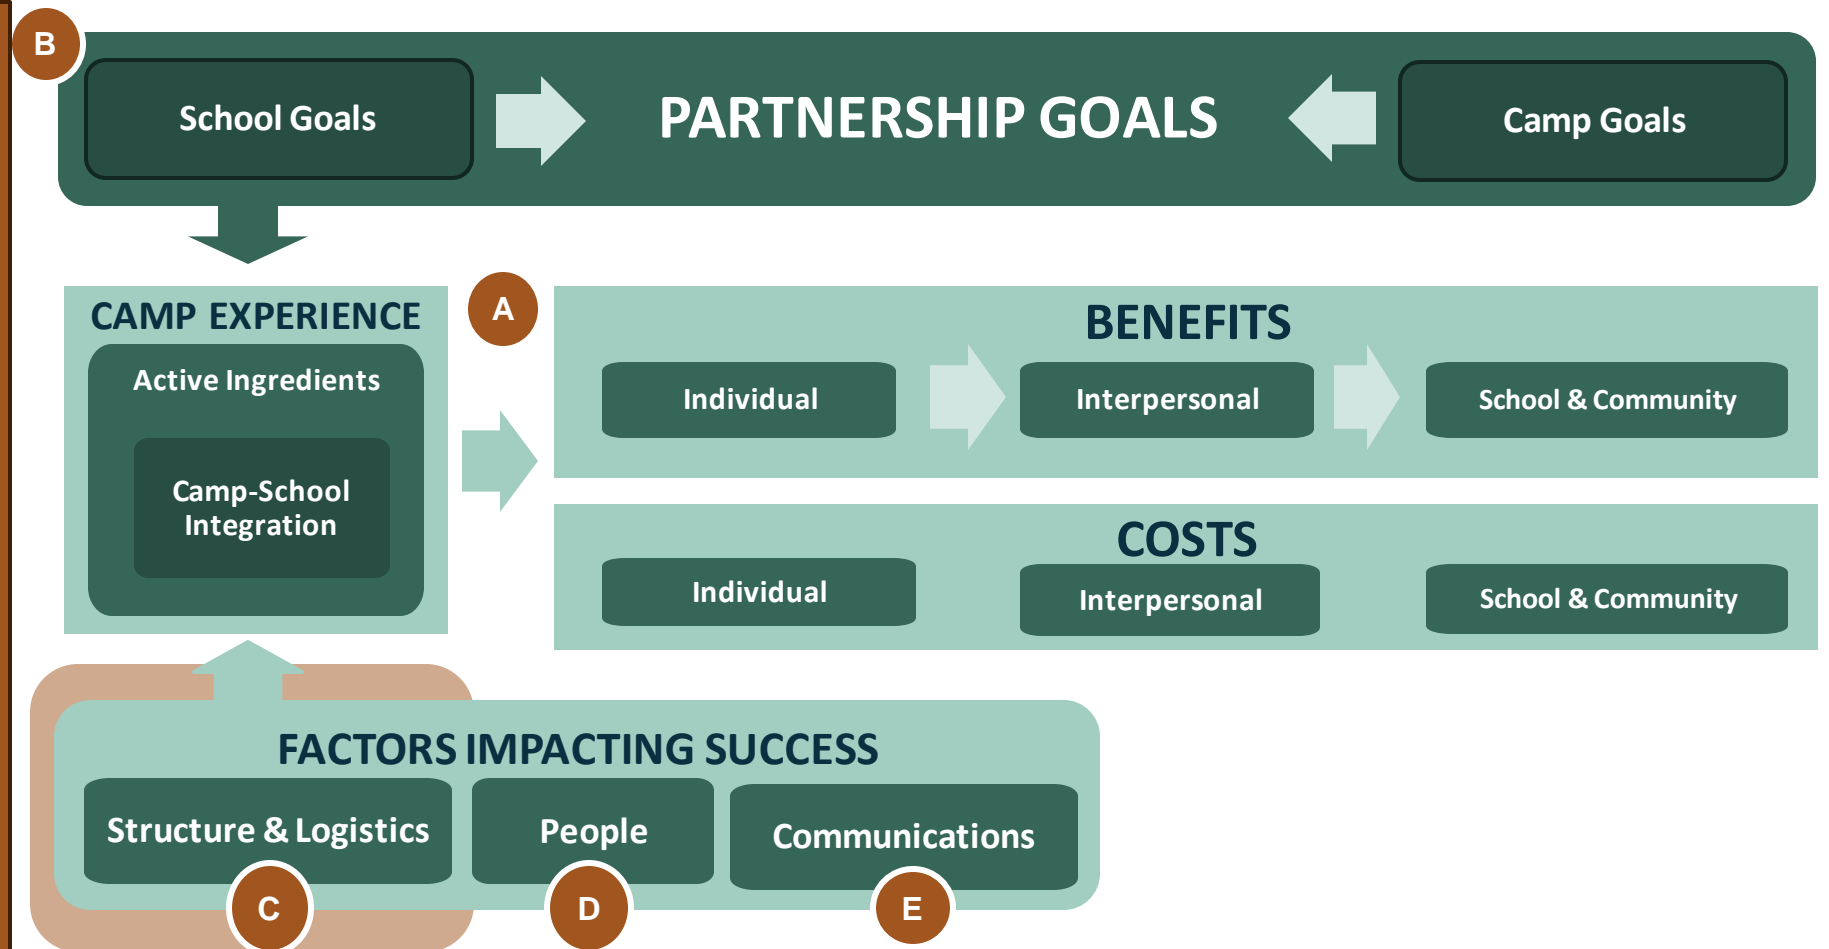 B
School Goals
PARTNERSHIP GOALS
Camp Goals
CAMP EXPERIENCE
Active Ingredients
Camp-School
Integration
A
BENEFITS
Individual
Interpersonal
School & Community
COSTS
Individual
Interpersonal
School & Community
FACTORS IMPACTING SUCCESS
Structure & Logistics
People
Communications
C
D
E